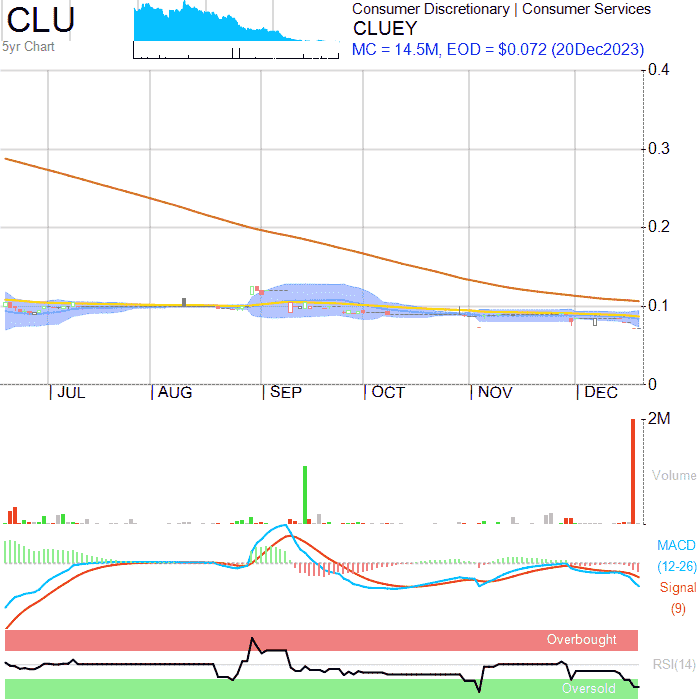 CLU
5yr Chart
Consumer Discretionary | Consumer Services
CLUEY
MC = 14.5M, EOD = $0.072 (20Dec2023)
0.4
0.3
0.2
0.1
0
JUL
AUG
SEP
OCT
NOV
DEC
2M
Volume
MACD
(12-26)
Signal
(9)
Overbought
RSI(14)
Oversold